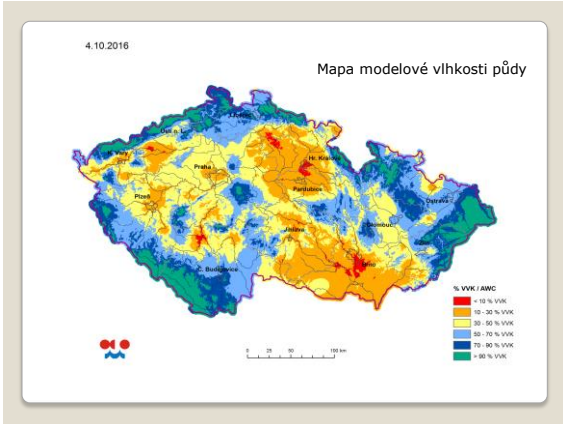 4.10.2016
Mapa modelové vlhkosti půdy
Liberec
Ústí n. L.
K. Vary
Praha
Hr. Králové
Pardubice
Plzeň
Ostrava
Olomouc
Jihlava
Zlín
Brno
Č. Budějovice
% VVK / AWC
< 10 % VVK
10 - 30 % VVK
30 - 50 % VVK
50 - 70 % VVK
70 - 90 % VVK
> 90 % VVK
0 25 50 100 km